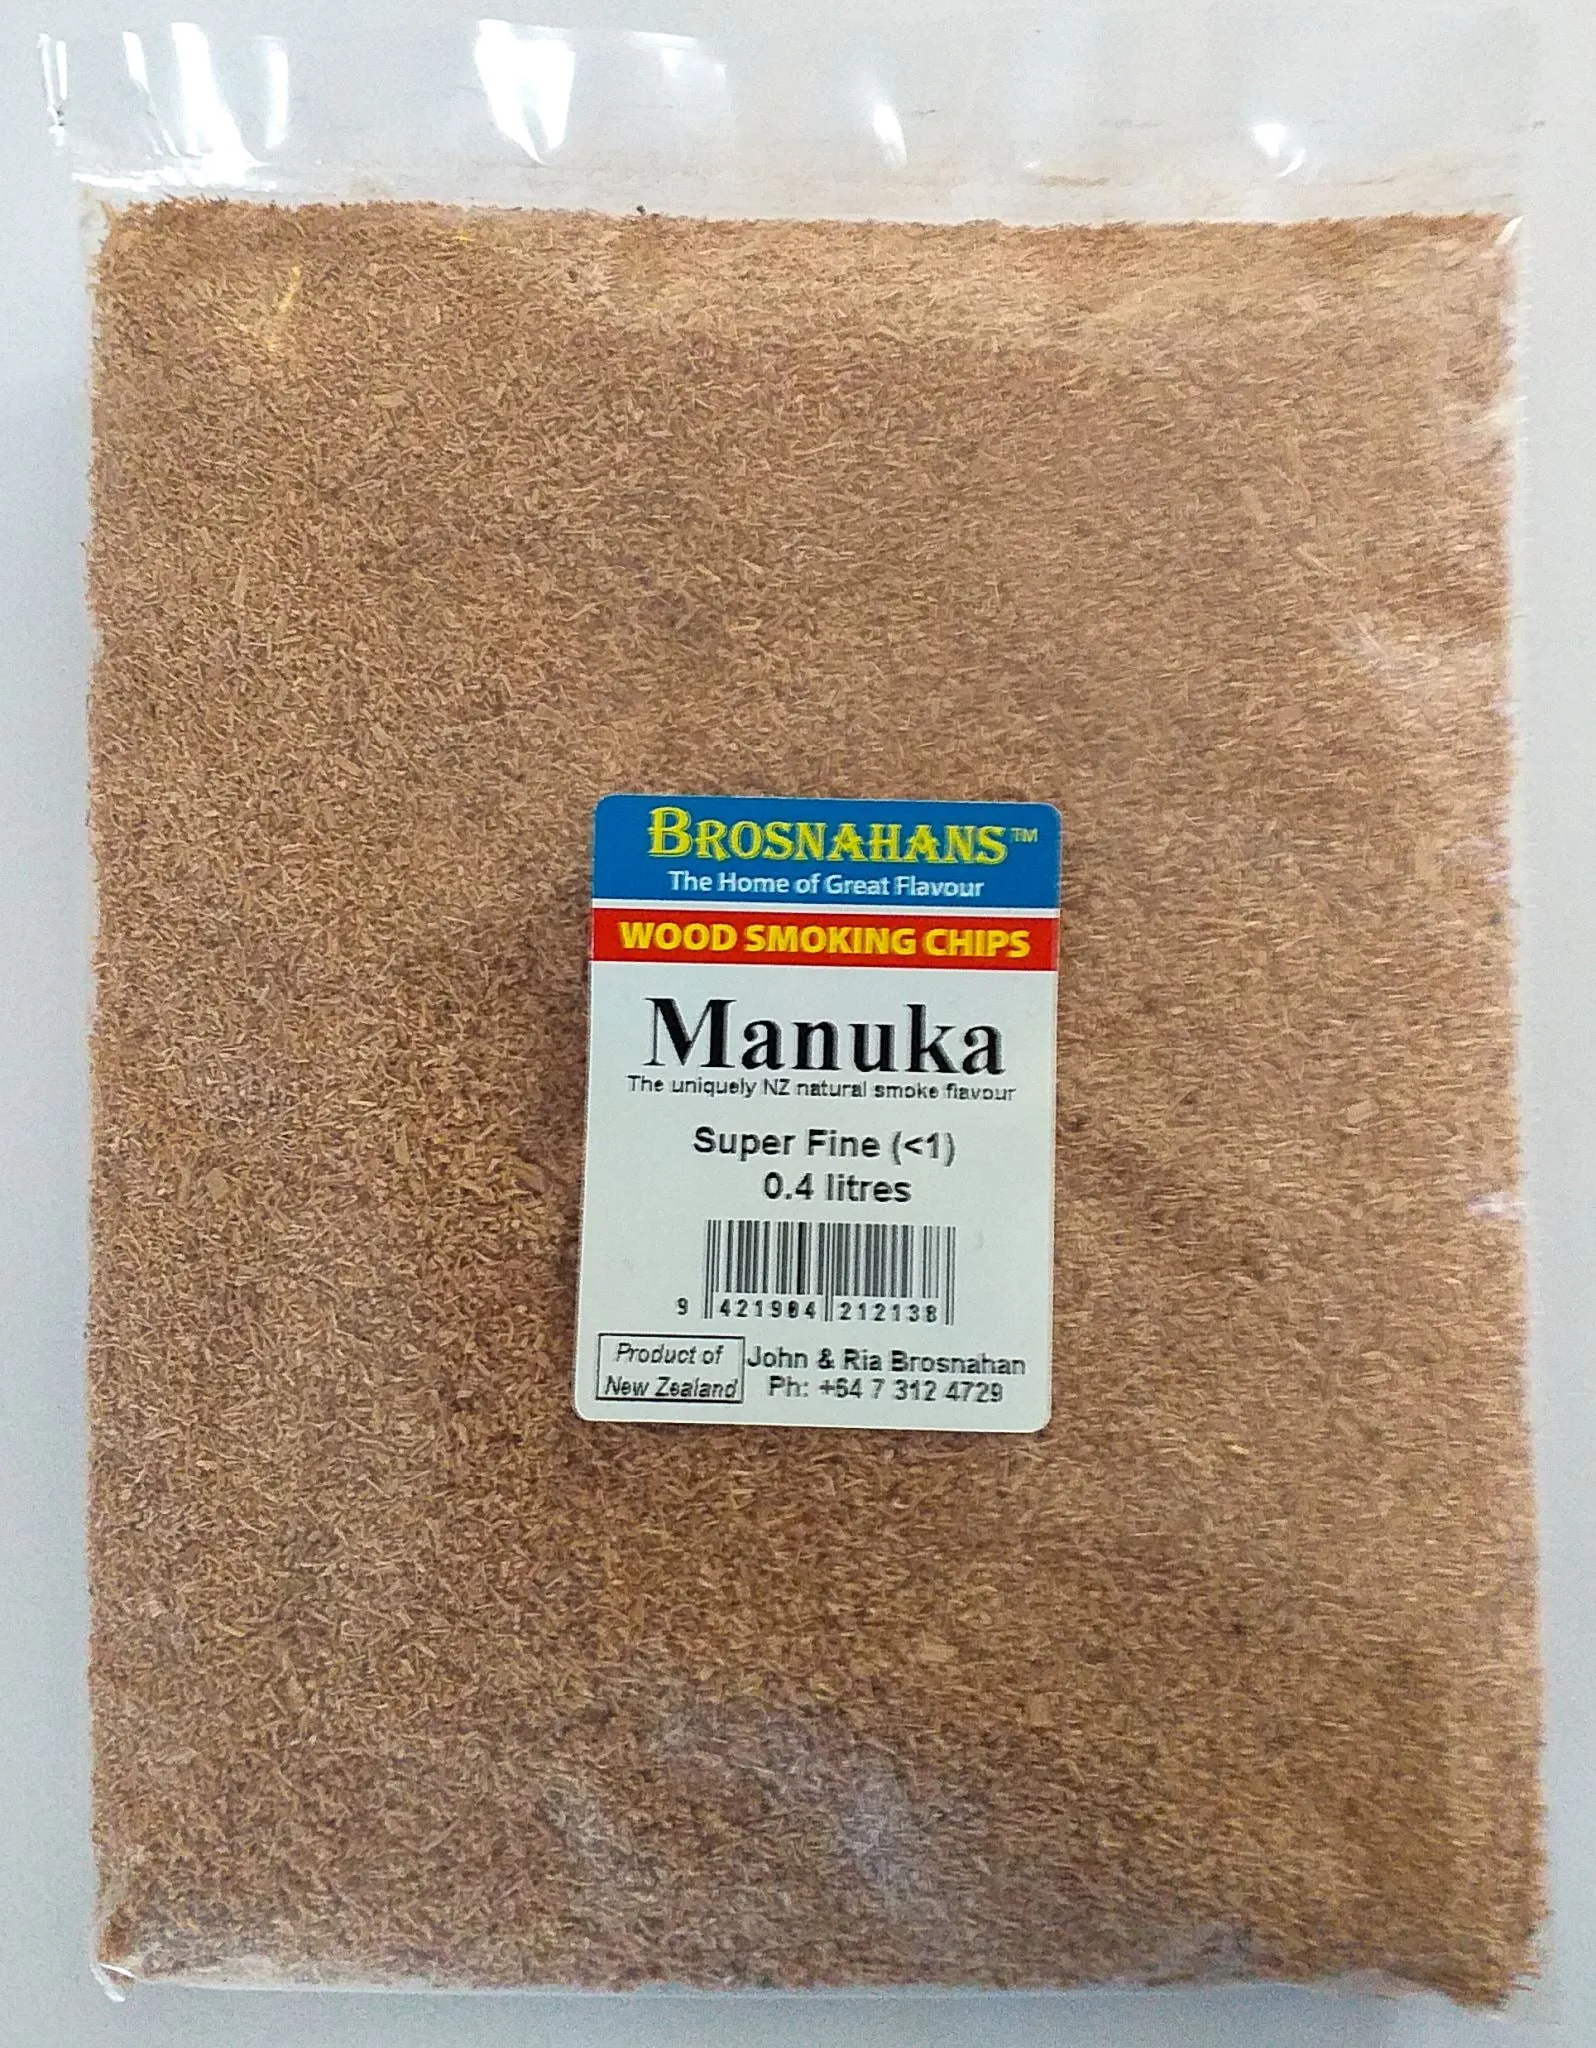 BROSNAHANS™
The Home of Great Flavour
WOOD SMOKING CHIPS
Manuka
The uniquely NZ natural smoke flavour
Super Fine (<1)
0.4 litres
9 421904 212138
Product of
New Zealand
John & Ria Brosnahan
Ph: +64 7 312 4729